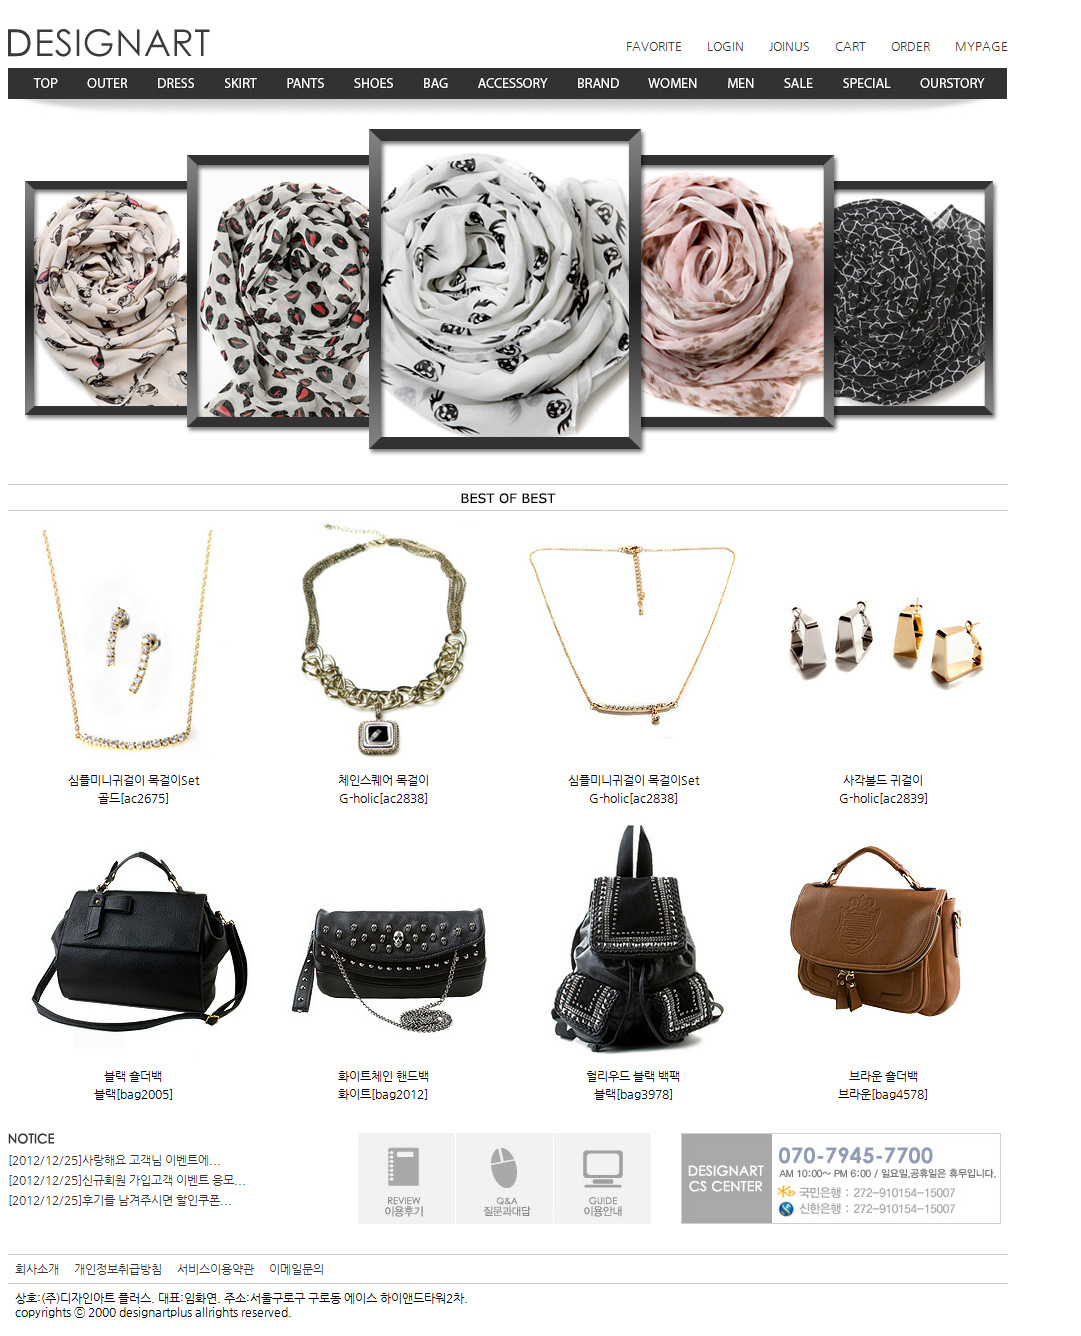 DESIGNART
FAVORITE LOGIN JOINUS CART ORDER MYPAGE
TOP OUTER DRESS SKIRT PANTS SHOES BAG ACCESSORY BRAND WOMEN MEN SALE SPECIAL OURSTORY
BEST OF BEST
심플미니귀걸이 목걸이Set
골드[ac2675]
체인스퀘어 목걸이
G-holic[ac2838]
심플미니귀걸이 목걸이Set
G-holic[ac2838]
사각볼드 귀걸이
G-holic[ac2839]
블랙 숄더백
블랙[bag2005]
화이트체인 핸드백
화이트[bag2012]
헐리우드 블랙 백팩
블랙[bag3978]
브라운 숄더백
브라운[bag4578]
NOTICE
[2012/12/25]사랑해요 고객님 이벤트에...
[2012/12/25]신규회원 가입고객 이벤트 응모...
[2012/12/25]후기를 남겨주시면 할인쿠폰...
REVIEW
이용후기
Q&A
질문과대답
GUIDE
이용안내
DESIGNART
CS CENTER
070-7945-7700
AM 10:00~ PM 6:00 / 일요일,공휴일은 휴무입니다.
국민은행 : 272-910154-15007
신한은행 : 272-910154-15007
회사소개 개인정보취급방침 서비스이용약관 이메일문의
상호:(주)디자인아트 플러스. 대표:임화연. 주소:서울구로구 구로동 에이스 하이앤드타워2차.
copyrights ⓒ 2000 designartplus allrights reserved.